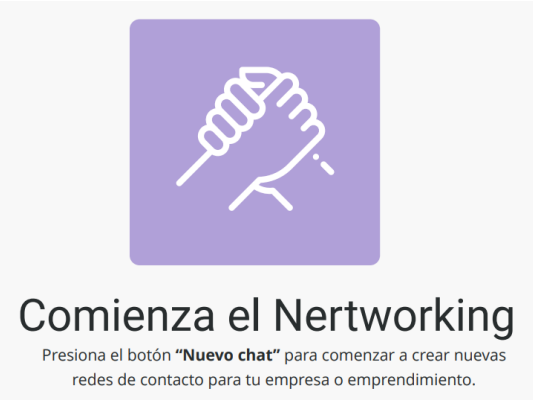 Comienza el Nertworking
Presiona el botón “Nuevo chat” para comenzar a crear nuevas
redes de contacto para tu empresa o emprendimiento.